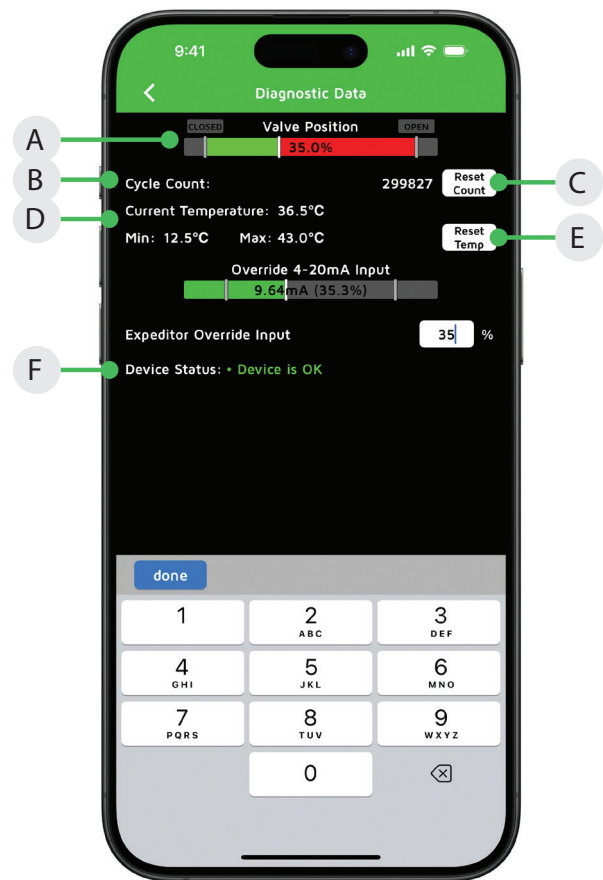 9:41
Diagnostic Data
CLOSED Valve Position OPEN
A
35.0%
B
Cycle Count: 299827 Reset Count
C
D
Current Temperature: 36.5°C
Min: 12.5°C Max: 43.0°C Reset Temp
E
Override 4-20mA Input
9.64mA (35.3%)
Expeditor Override Input 35 %
F
Device Status: • Device is OK
done
1 2 3
ABC DEF
4 5 6
GHI JKL MNO
7 8 9
PQRS TUV WXYZ
0